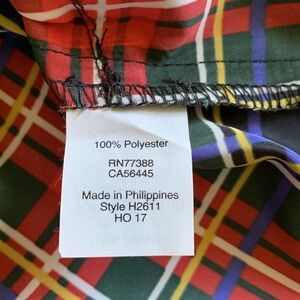 100% Polyester
RN77388
CA56445
Made in Philippines
Style H2611
HO 17